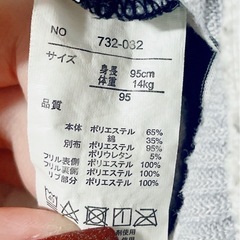 NO 732-032
サイズ
身長 95cm
体重 14kg
95
品質
本体 ポリエステル 65%
綿 35%
別布 ポリエステル 95%
ポリウレタン 5%
フリル表側 ポリエステル 100%
フリル裏側 ポリエステル 100%
リブ部分 ポリエステル 100%